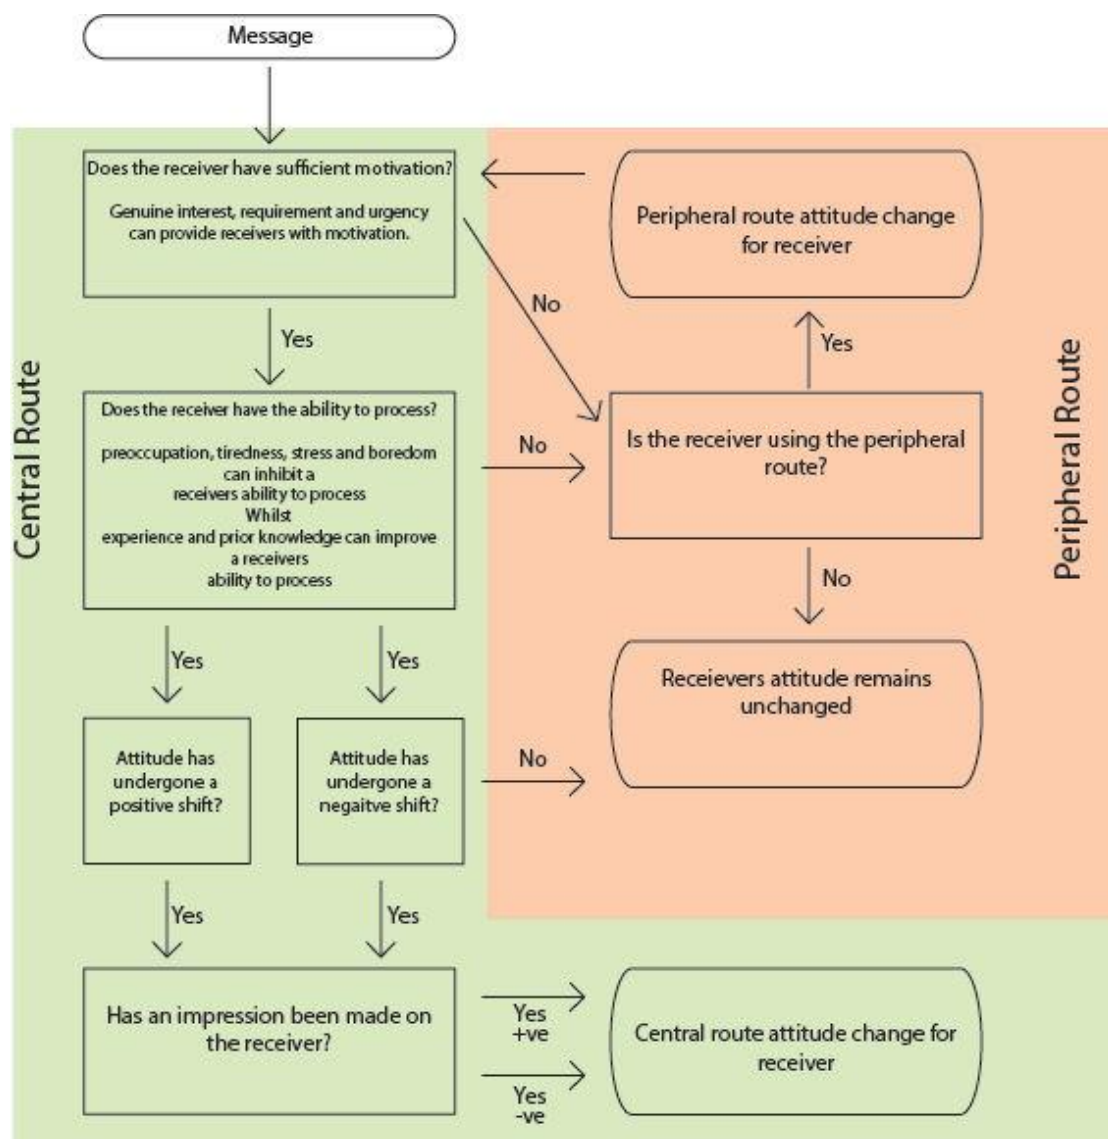 Message
Does the receiver have sufficient motivation?
Genuine interest, requirement and urgency
can provide receivers with motivation.
Peripheral route attitude change
for receiver
No
Yes
Yes
Central Route
Peripheral Route
Does the receiver have the ability to process?
preoccupation, tiredness, stress and boredom
can inhibit a
receivers ability to process
Whilst
experience and prior knowledge can improve
a receivers
ability to process
No
Is the receiver using the peripheral
route?
No
Yes
Yes
Receievers attitude remains
unchanged
Attitude has
undergone a
positive shift?
Attitude has
undergone a
negaitve shift?
No
Yes
Yes
Has an impression been made on
the receiver?
Yes
+ve
Yes
-ve
Central route attitude change for
receiver